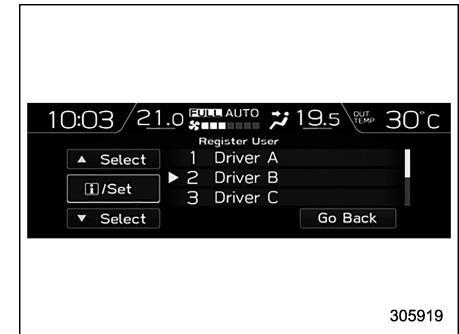 10:03 21.0 FULL AUTO 19.5 OUT TEMP 30°C
Register User
▲ Select
1 Driver A
i/Set
▶ 2 Driver B
3 Driver C
▼ Select
Go Back
305919